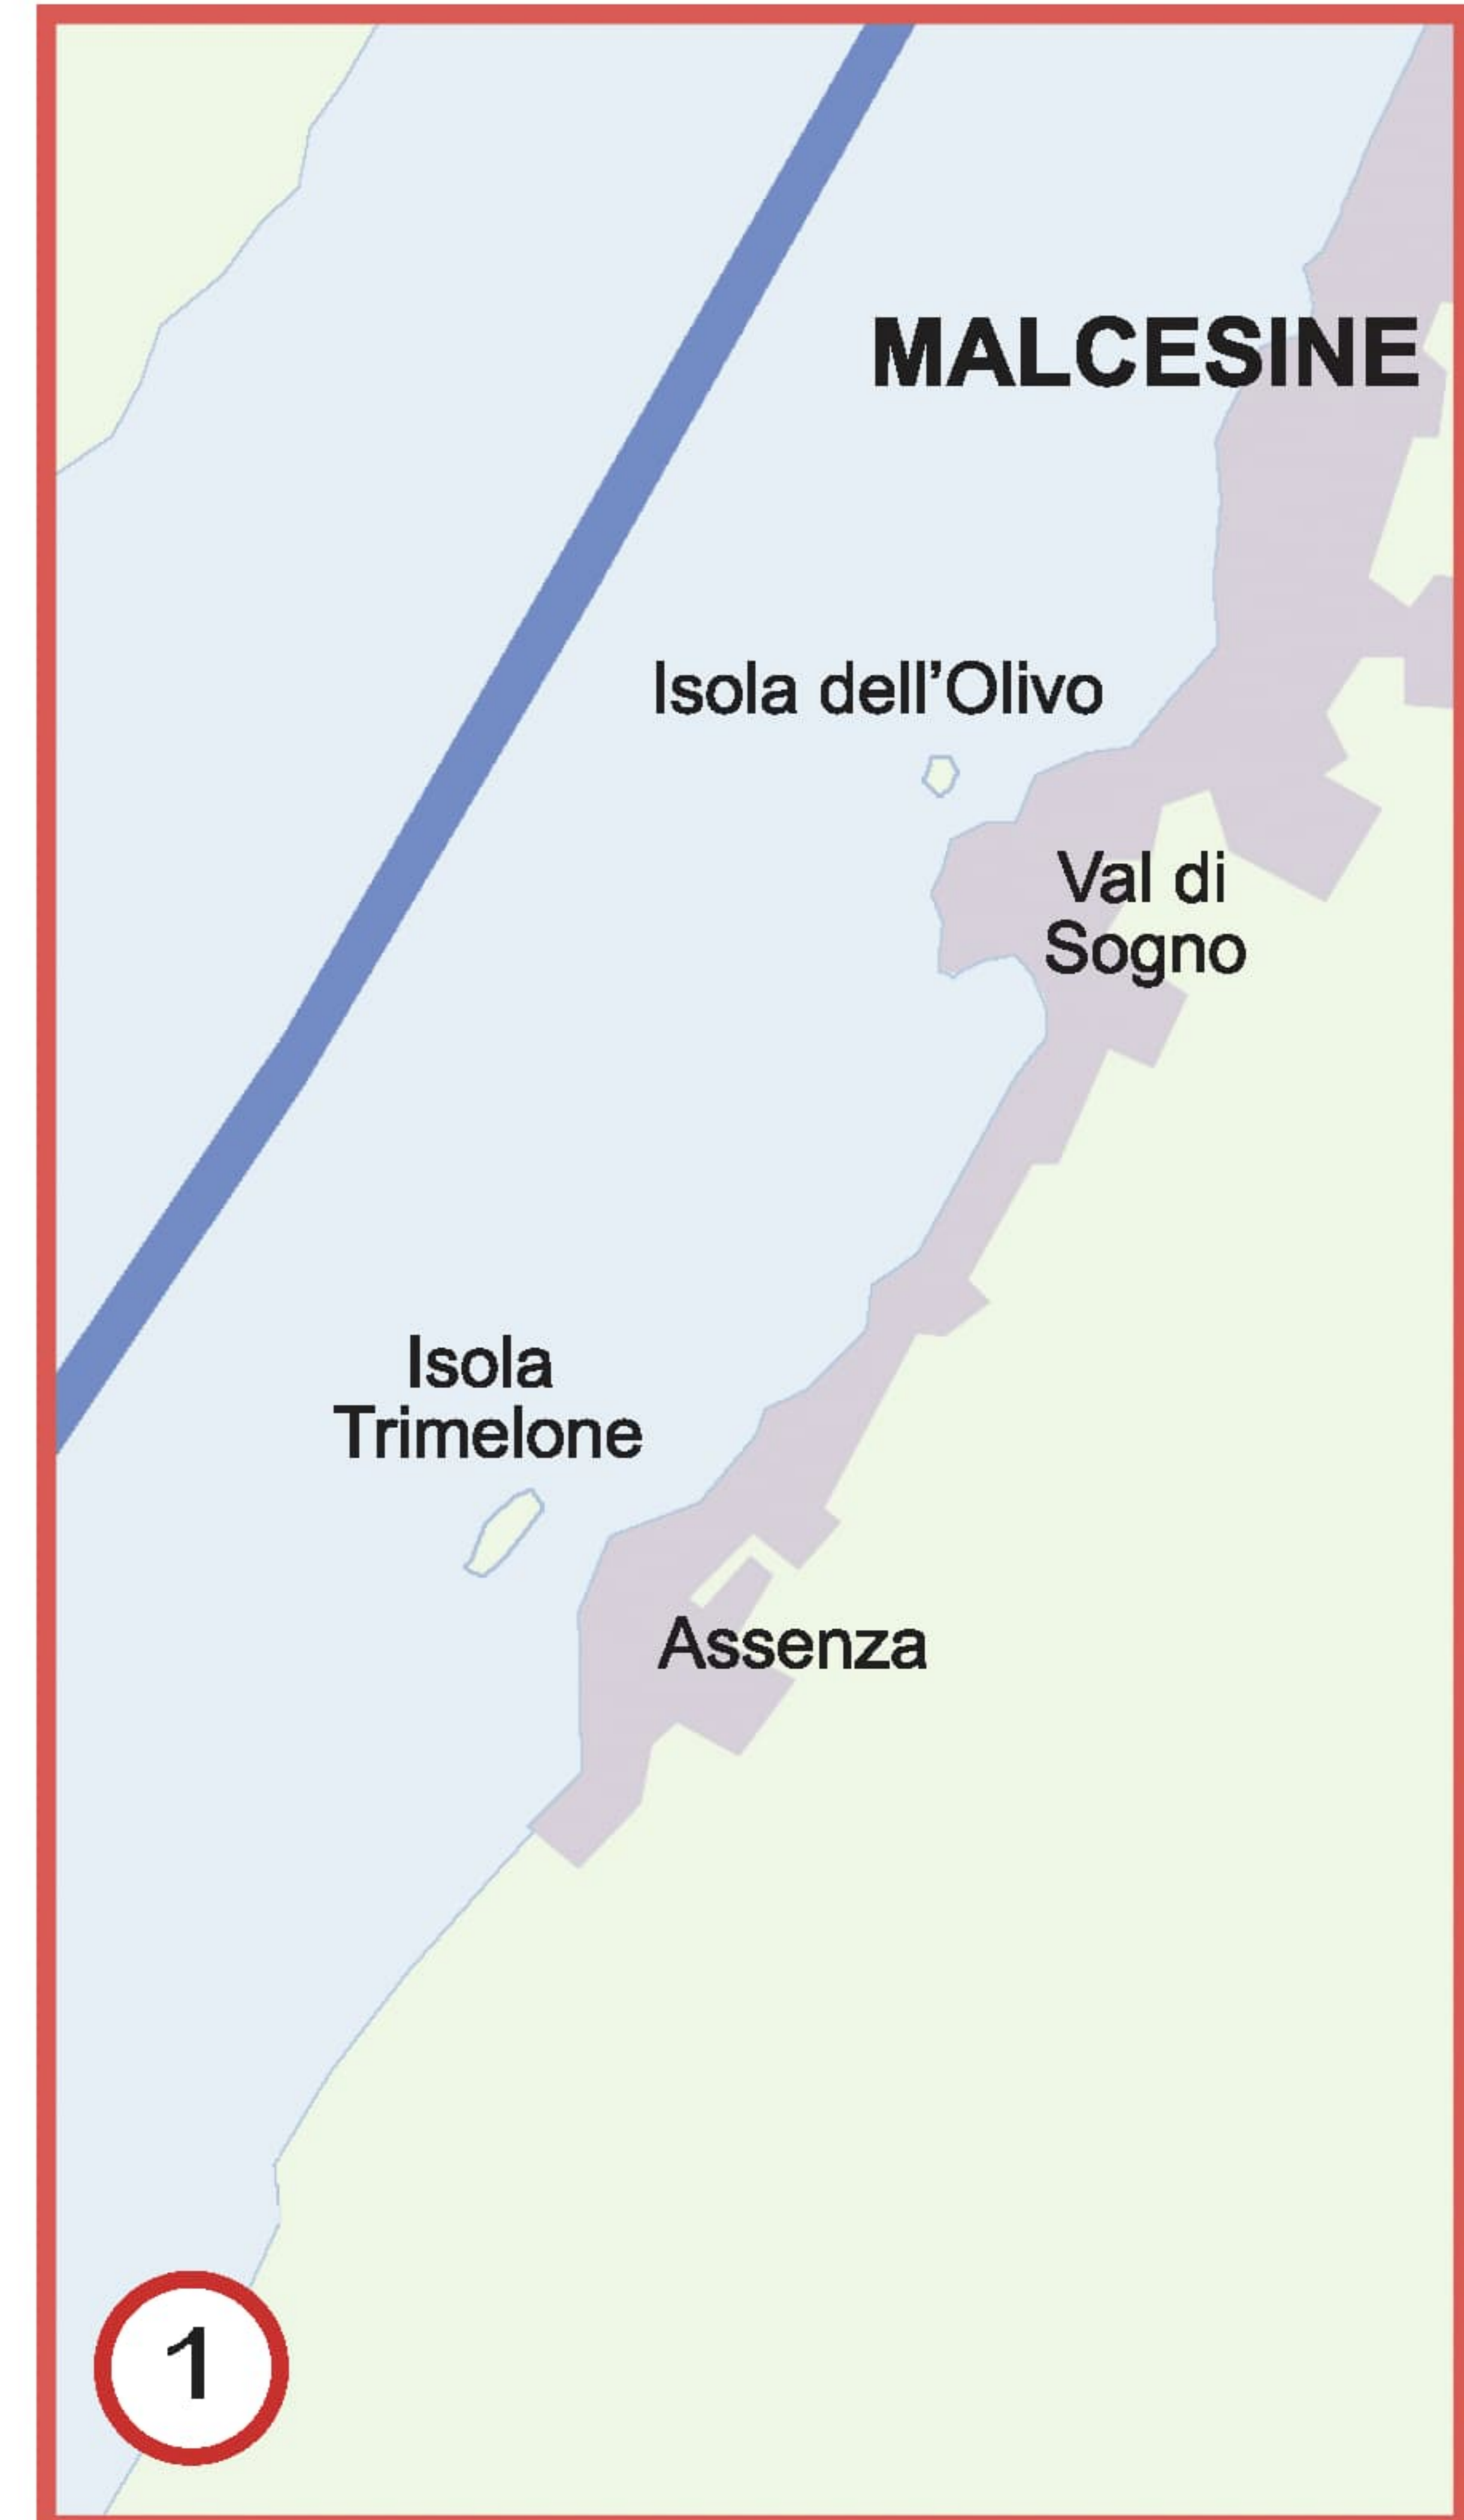 MALCESINE
Isola dell’Olivo
Val di
Sogno
Isola
Trimelone
Assenza
1